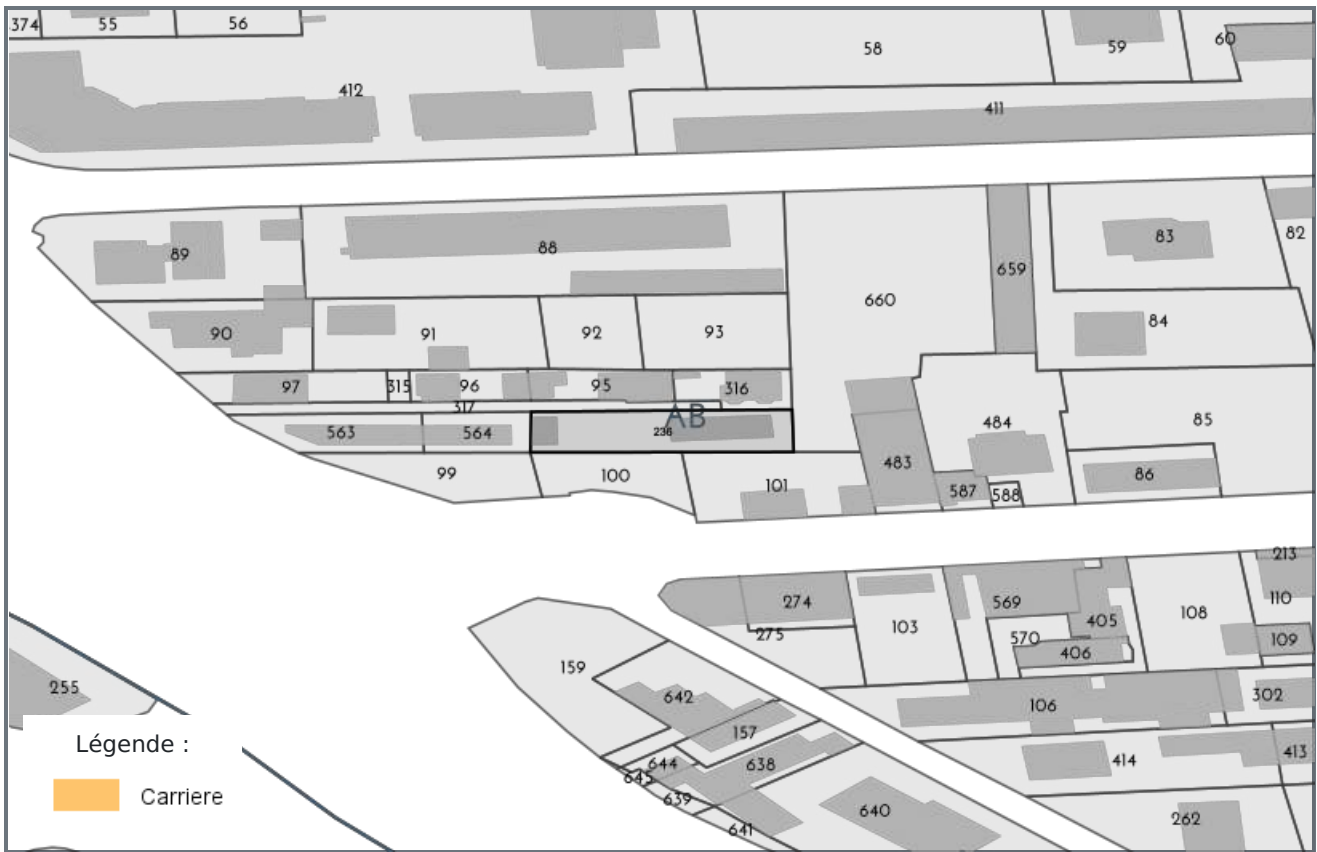 374 55 56 58 59 60
412 411
89 88 83 82
659
660
90 91 92 93 84
97 315 96 95 316
317 AB
563 564 236 484 85
99 100 101 483 587 588 86
213
274 275 103 569 405 108 110
570 406 109
159 642 106 302
255 157
644 638 414 413
645 639 640 262
641
Légende :
Carriere